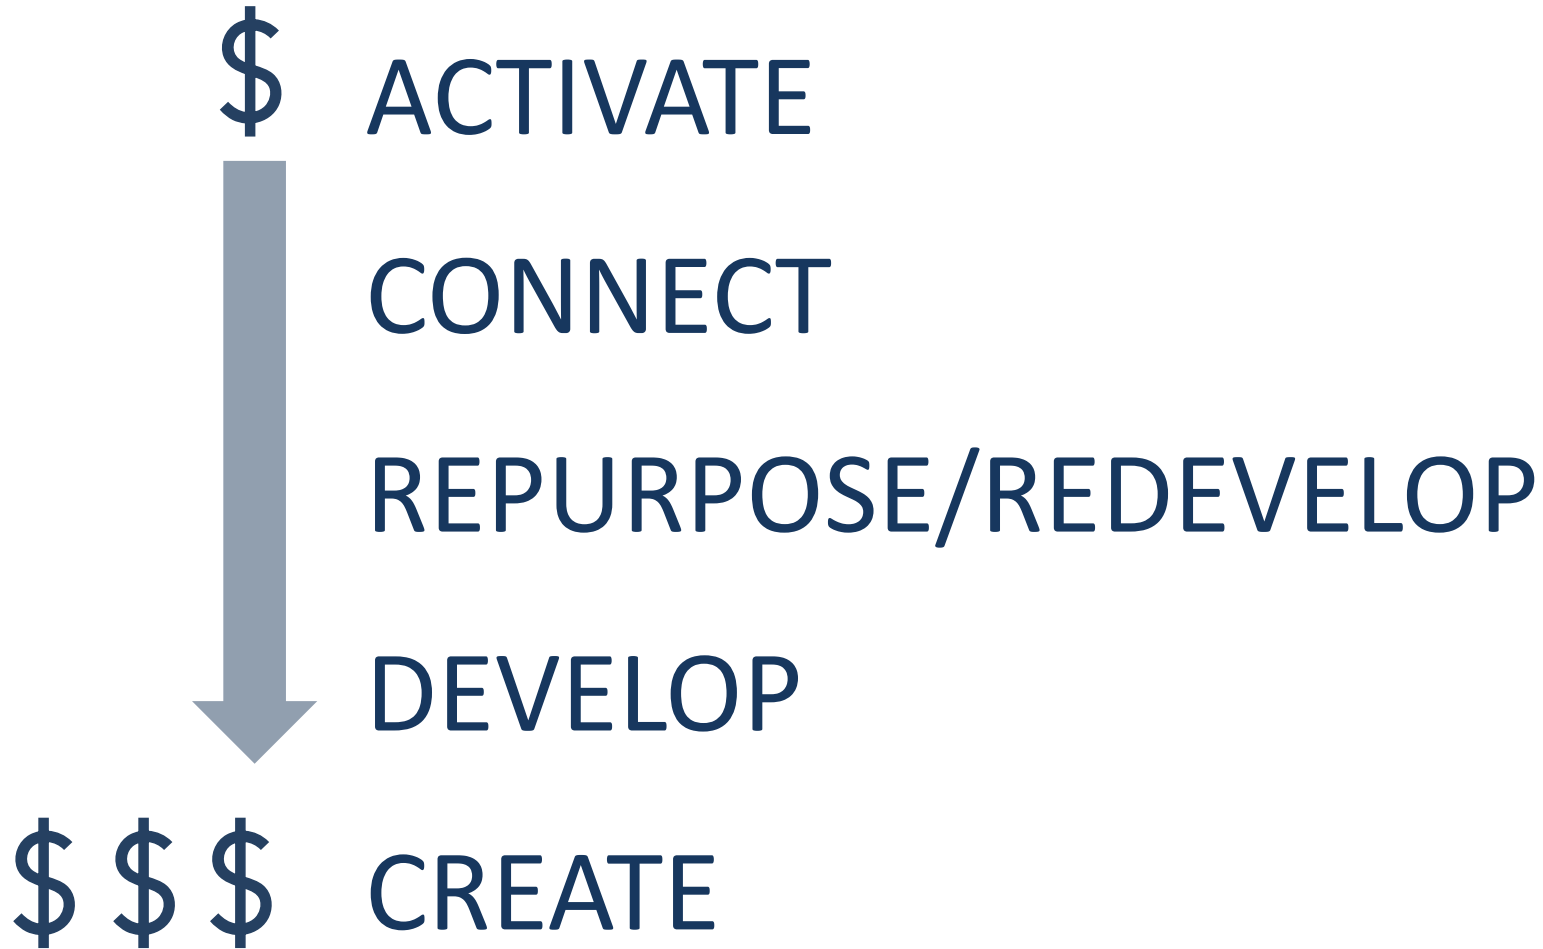 $ ACTIVATE
CONNECT
REPURPOSE/REDEVELOP
DEVELOP
$ $ $ CREATE